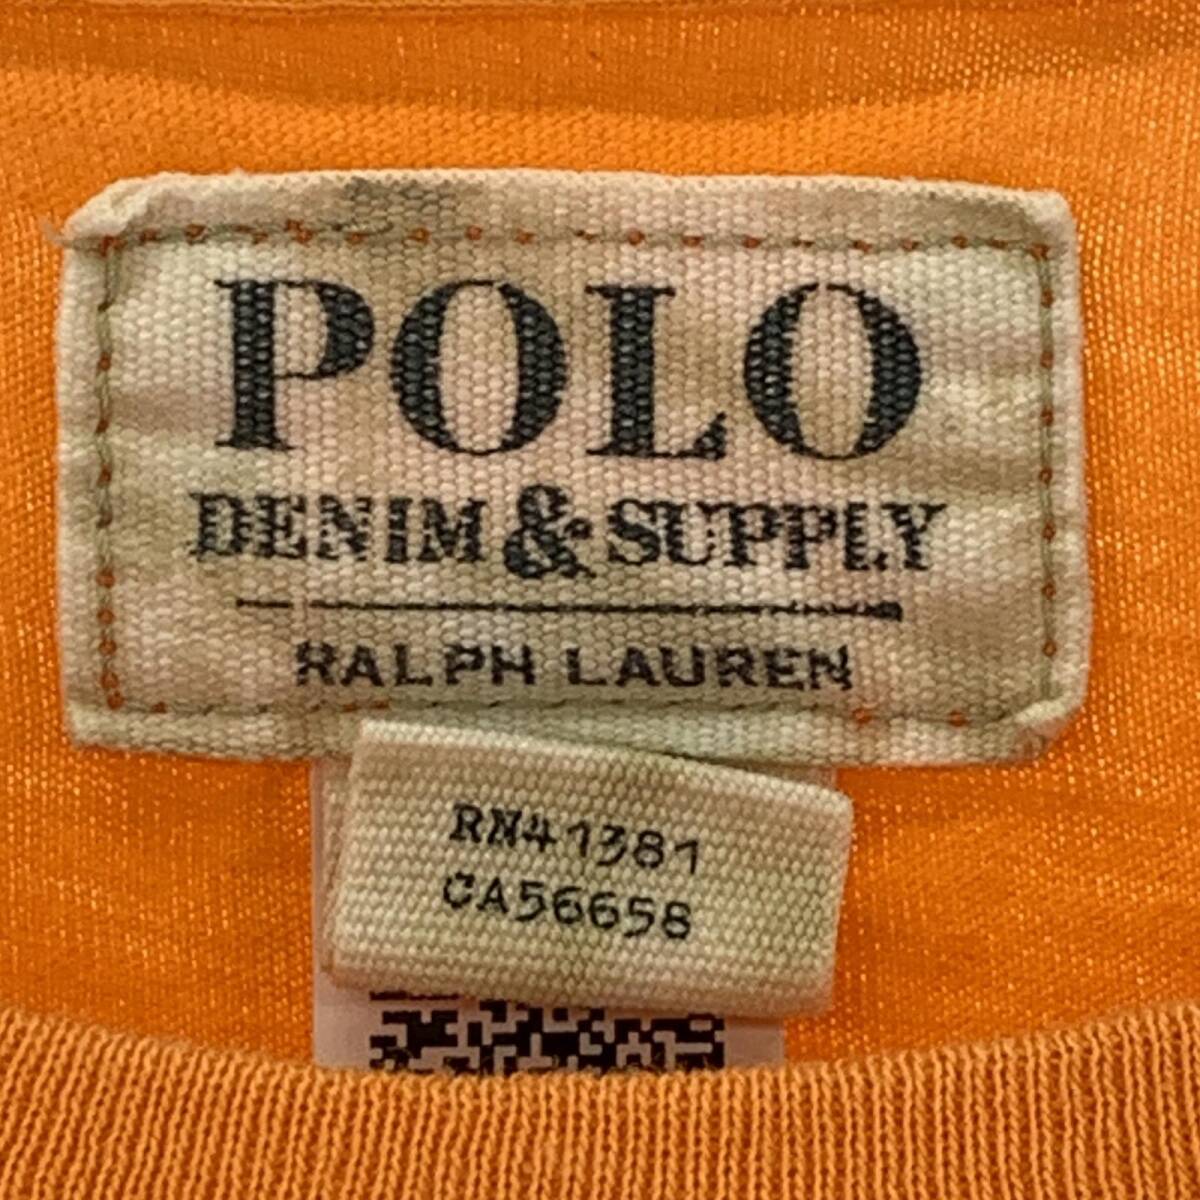 POLO
DENIM & SUPPLY
RALPH LAUREN
RN41381
CA56658